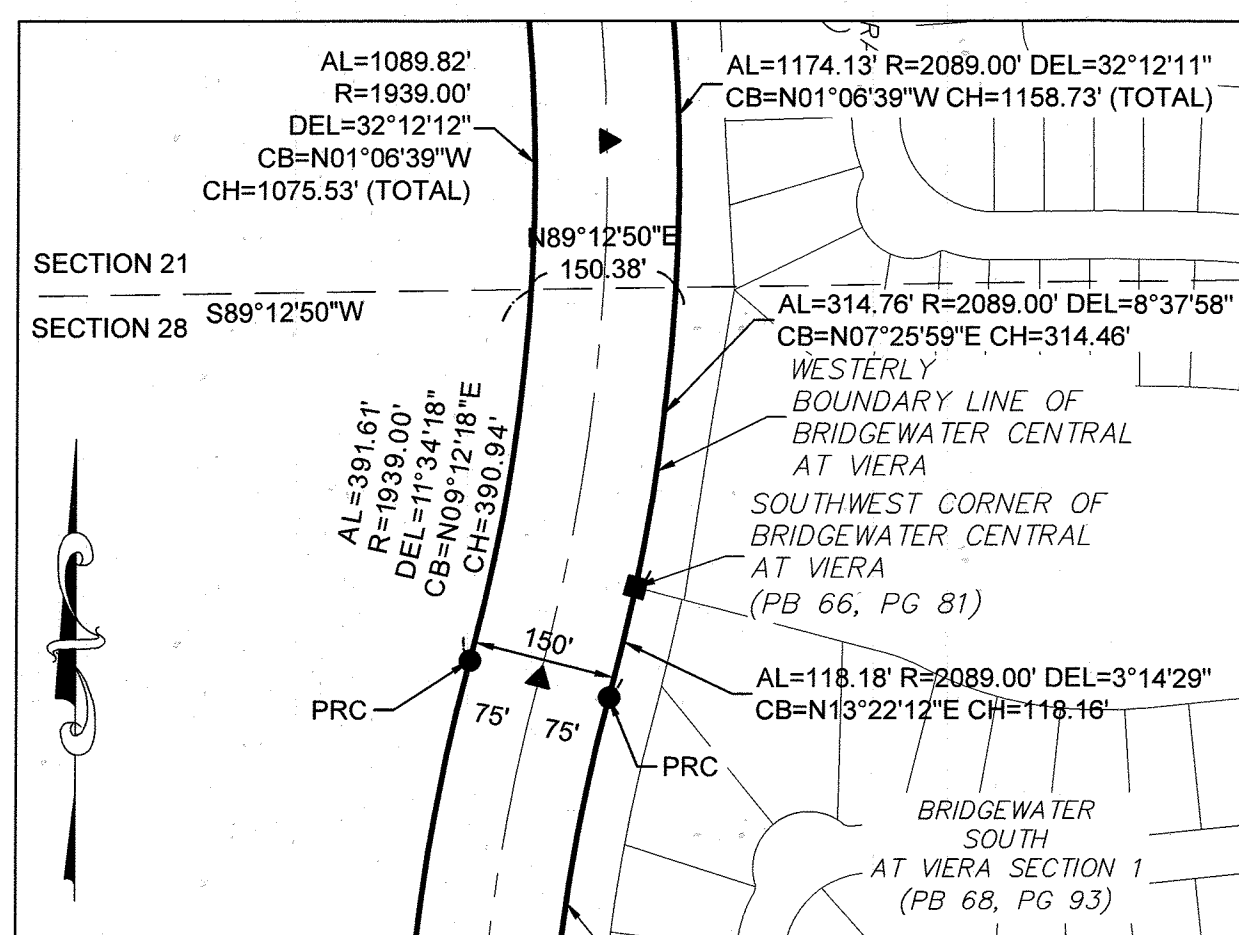 AL=1089.82'
R=1939.00'
DEL=32°12'12"
CB=N01°06'39"W
CH=1075.53' (TOTAL)
AL=1174.13' R=2089.00' DEL=32°12'11"
CB=N01°06'39"W CH=1158.73' (TOTAL)
N89°12'50"E
150.38'
SECTION 21
S89°12'50"W
SECTION 28
AL=314.76' R=2089.00' DEL=8°37'58"
CB=N07°25'59"E CH=314.46'
WESTERLY
BOUNDARY LINE OF
BRIDGEWATER CENTRAL
AT VIERA
AL=391.61'
R=1939.00'
DEL=11°34'18"
CB=N09°12'18"E
CH=390.94'
SOUTHWEST CORNER OF
BRIDGEWATER CENTRAL
AT VIERA
(PB 66, PG 81)
150'
AL=118.18' R=2089.00' DEL=3°14'29"
CB=N13°22'12"E CH=118.16'
PRC
75'
75'
PRC
BRIDGEWATER
SOUTH
AT VIERA SECTION 1
(PB 68, PG 93)